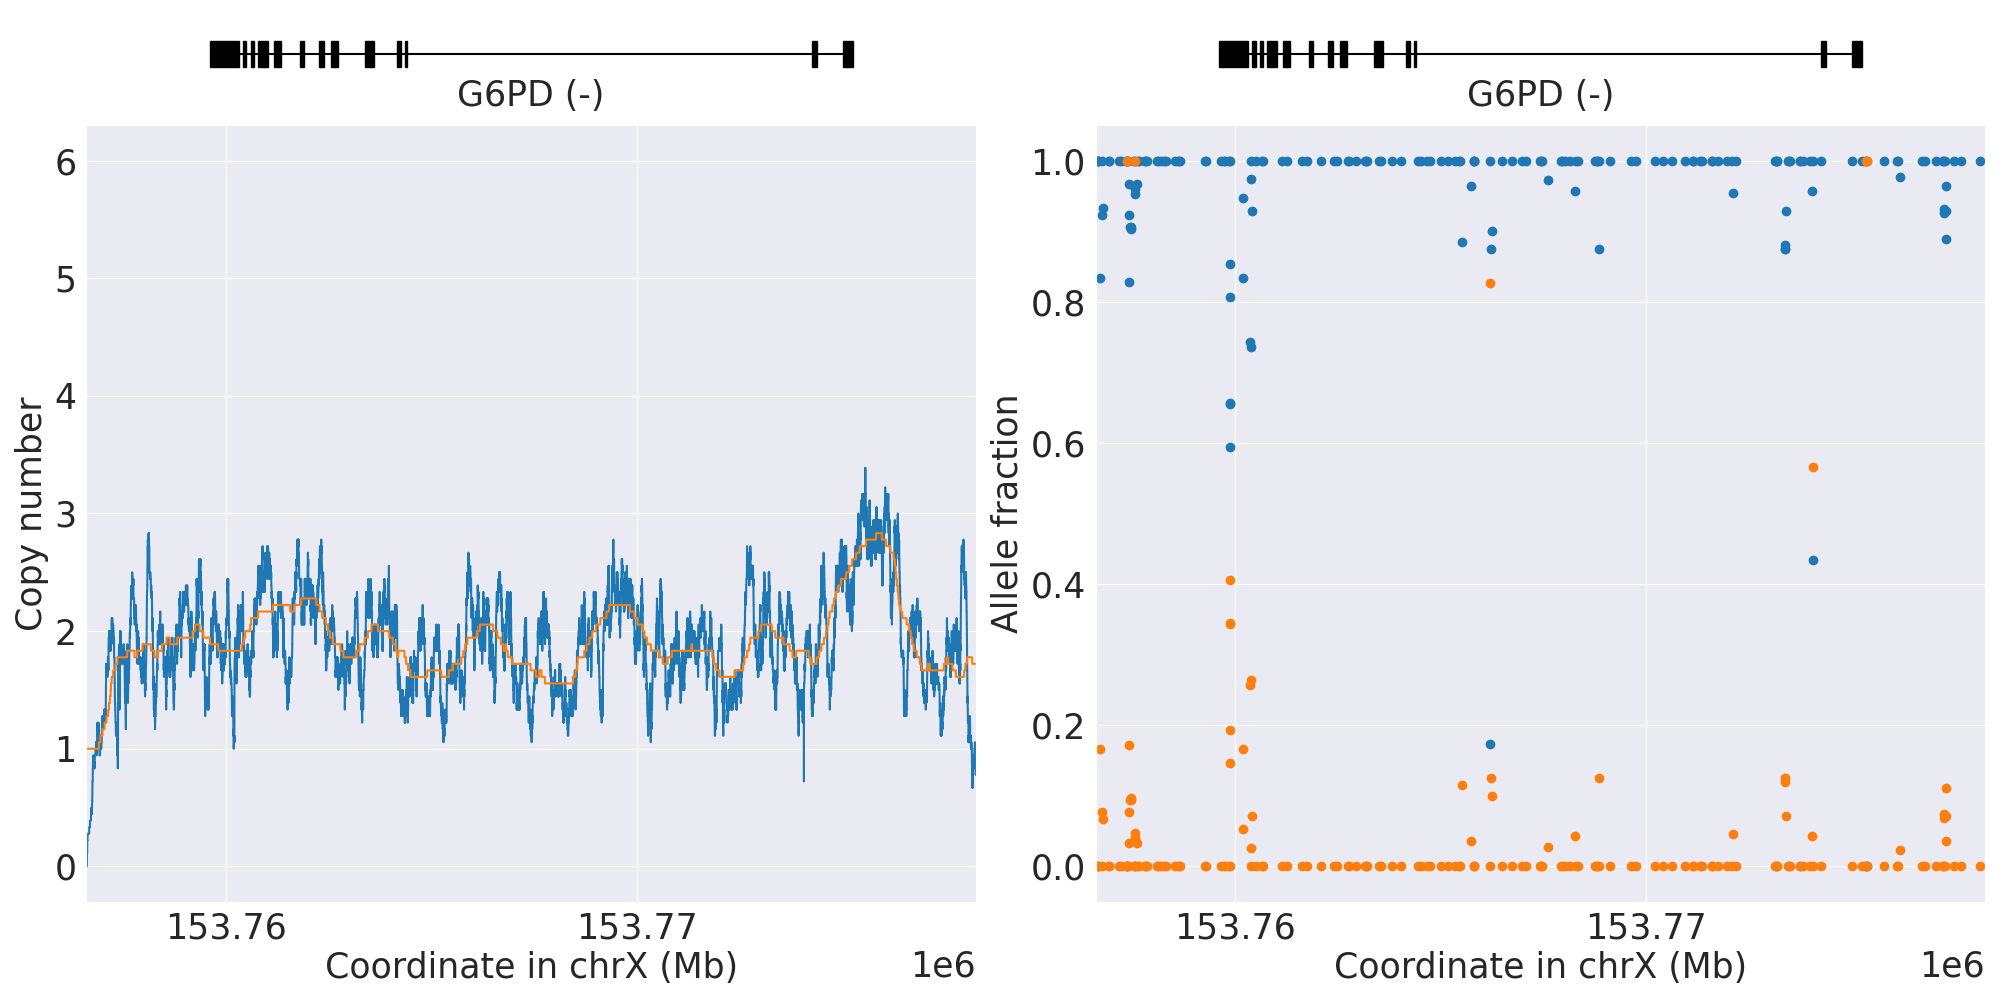 G6PD (-)
G6PD (-)
Copy number
6
5
4
3
2
1
0
153.76
153.77
Coordinate in chrX (Mb)
1e6
Allele fraction
1.0
0.8
0.6
0.4
0.2
0.0
153.76
153.77
Coordinate in chrX (Mb)
1e6